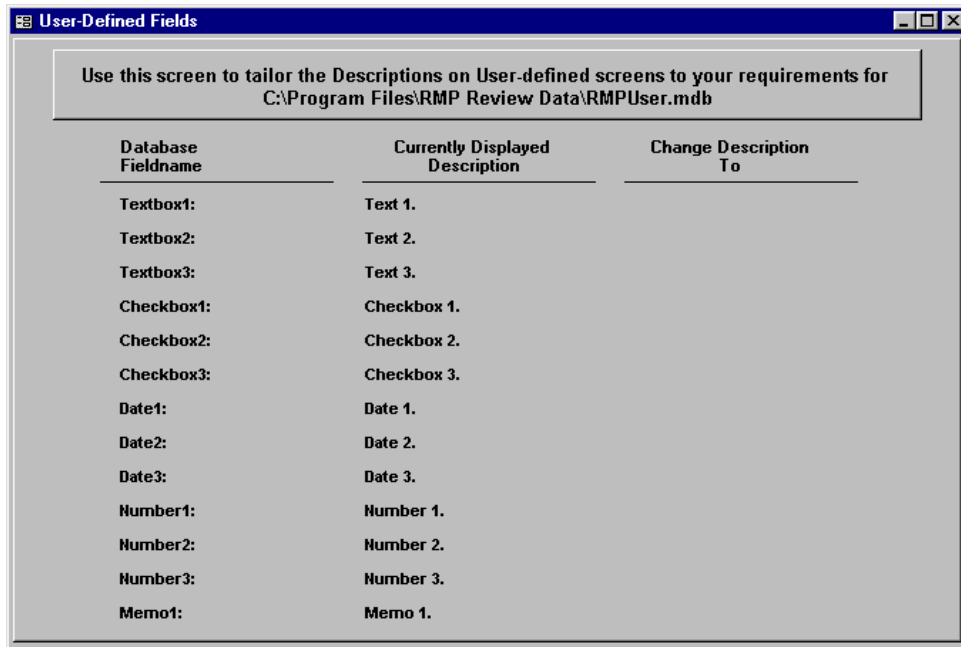 User-Defined Fields
Use this screen to tailor the Descriptions on User-defined screens to your requirements for
C:\Program Files\RMP Review Data\RMPUser.mdb
Database Currently Displayed Change Description
Fieldname Description To
Textbox1: Text 1.
Textbox2: Text 2.
Textbox3: Text 3.
Checkbox1: Checkbox 1.
Checkbox2: Checkbox 2.
Checkbox3: Checkbox 3.
Date1: Date 1.
Date2: Date 2.
Date3: Date 3.
Number1: Number 1.
Number2: Number 2.
Number3: Number 3.
Memo1: Memo 1.